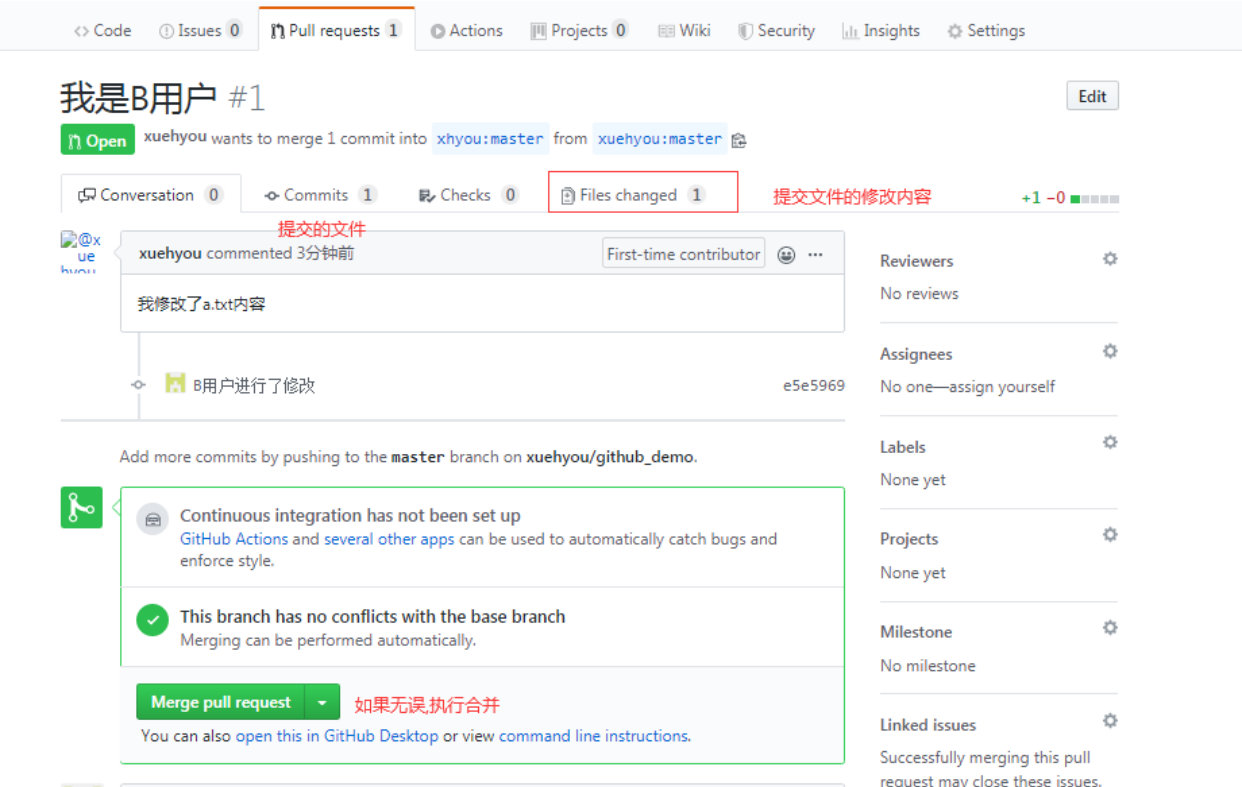 Code Issues 0 Pull requests 1 Actions Projects 0 Wiki Security Insights Settings
我是B用户 #1
Edit
Open xuehyou wants to merge 1 commit into xhyou:master from xuehyou:master
Conversation 0 Commits 1 Checks 0 Files changed 1 提交文件的修改内容 +1 −0
提交的文件
@xuehyou
xuehyou commented 3分钟前 First-time contributor
我修改了a.txt内容
B用户进行了修改 e5e5969
Add more commits by pushing to the master branch on xuehyou/github_demo.
Continuous integration has not been set up
GitHub Actions and several other apps can be used to automatically catch bugs and
enforce style.
This branch has no conflicts with the base branch
Merging can be performed automatically.
Merge pull request 如果无误,执行合并
You can also open this in GitHub Desktop or view command line instructions.
Reviewers
No reviews
Assignees
No one—assign yourself
Labels
None yet
Projects
None yet
Milestone
No milestone
Linked issues
Successfully merging this pull
request may close these issues.